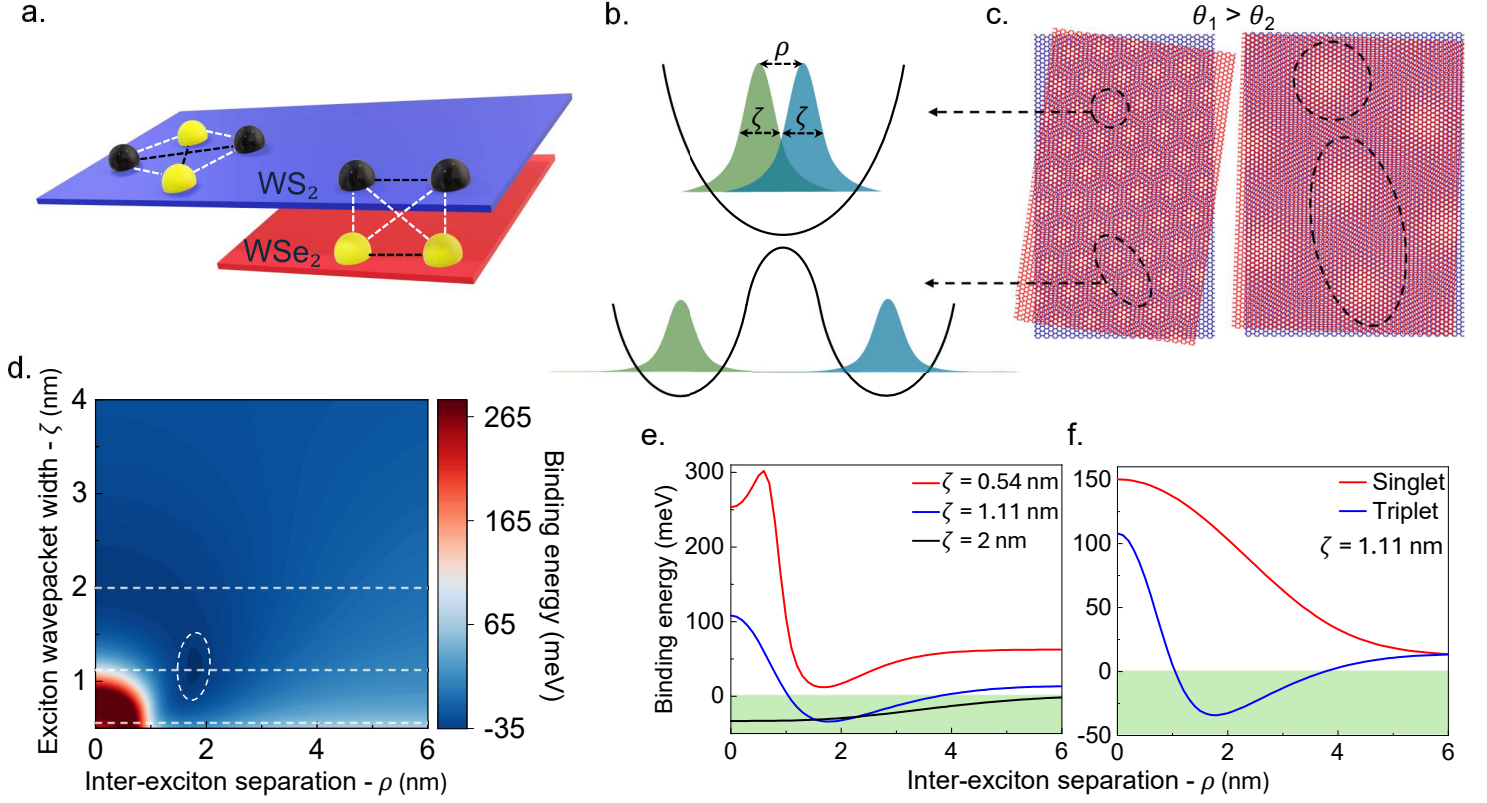 a.
WS₂
WSe₂
b.
ρ
ζ ζ
c.
θ₁ > θ₂
d.
Exciton wavepacket width - ζ (nm)
4
3
2
1
0 2 4 6
Inter-exciton separation - ρ (nm)
265
165
65
-35
Binding energy (meV)
e.
Binding energy (meV)
300
200
100
0
0 2 4 6
ζ = 0.54 nm
ζ = 1.11 nm
ζ = 2 nm
f.
150
100
50
0
-50
0 2 4 6
Singlet
Triplet
ζ = 1.11 nm
Inter-exciton separation - ρ (nm)